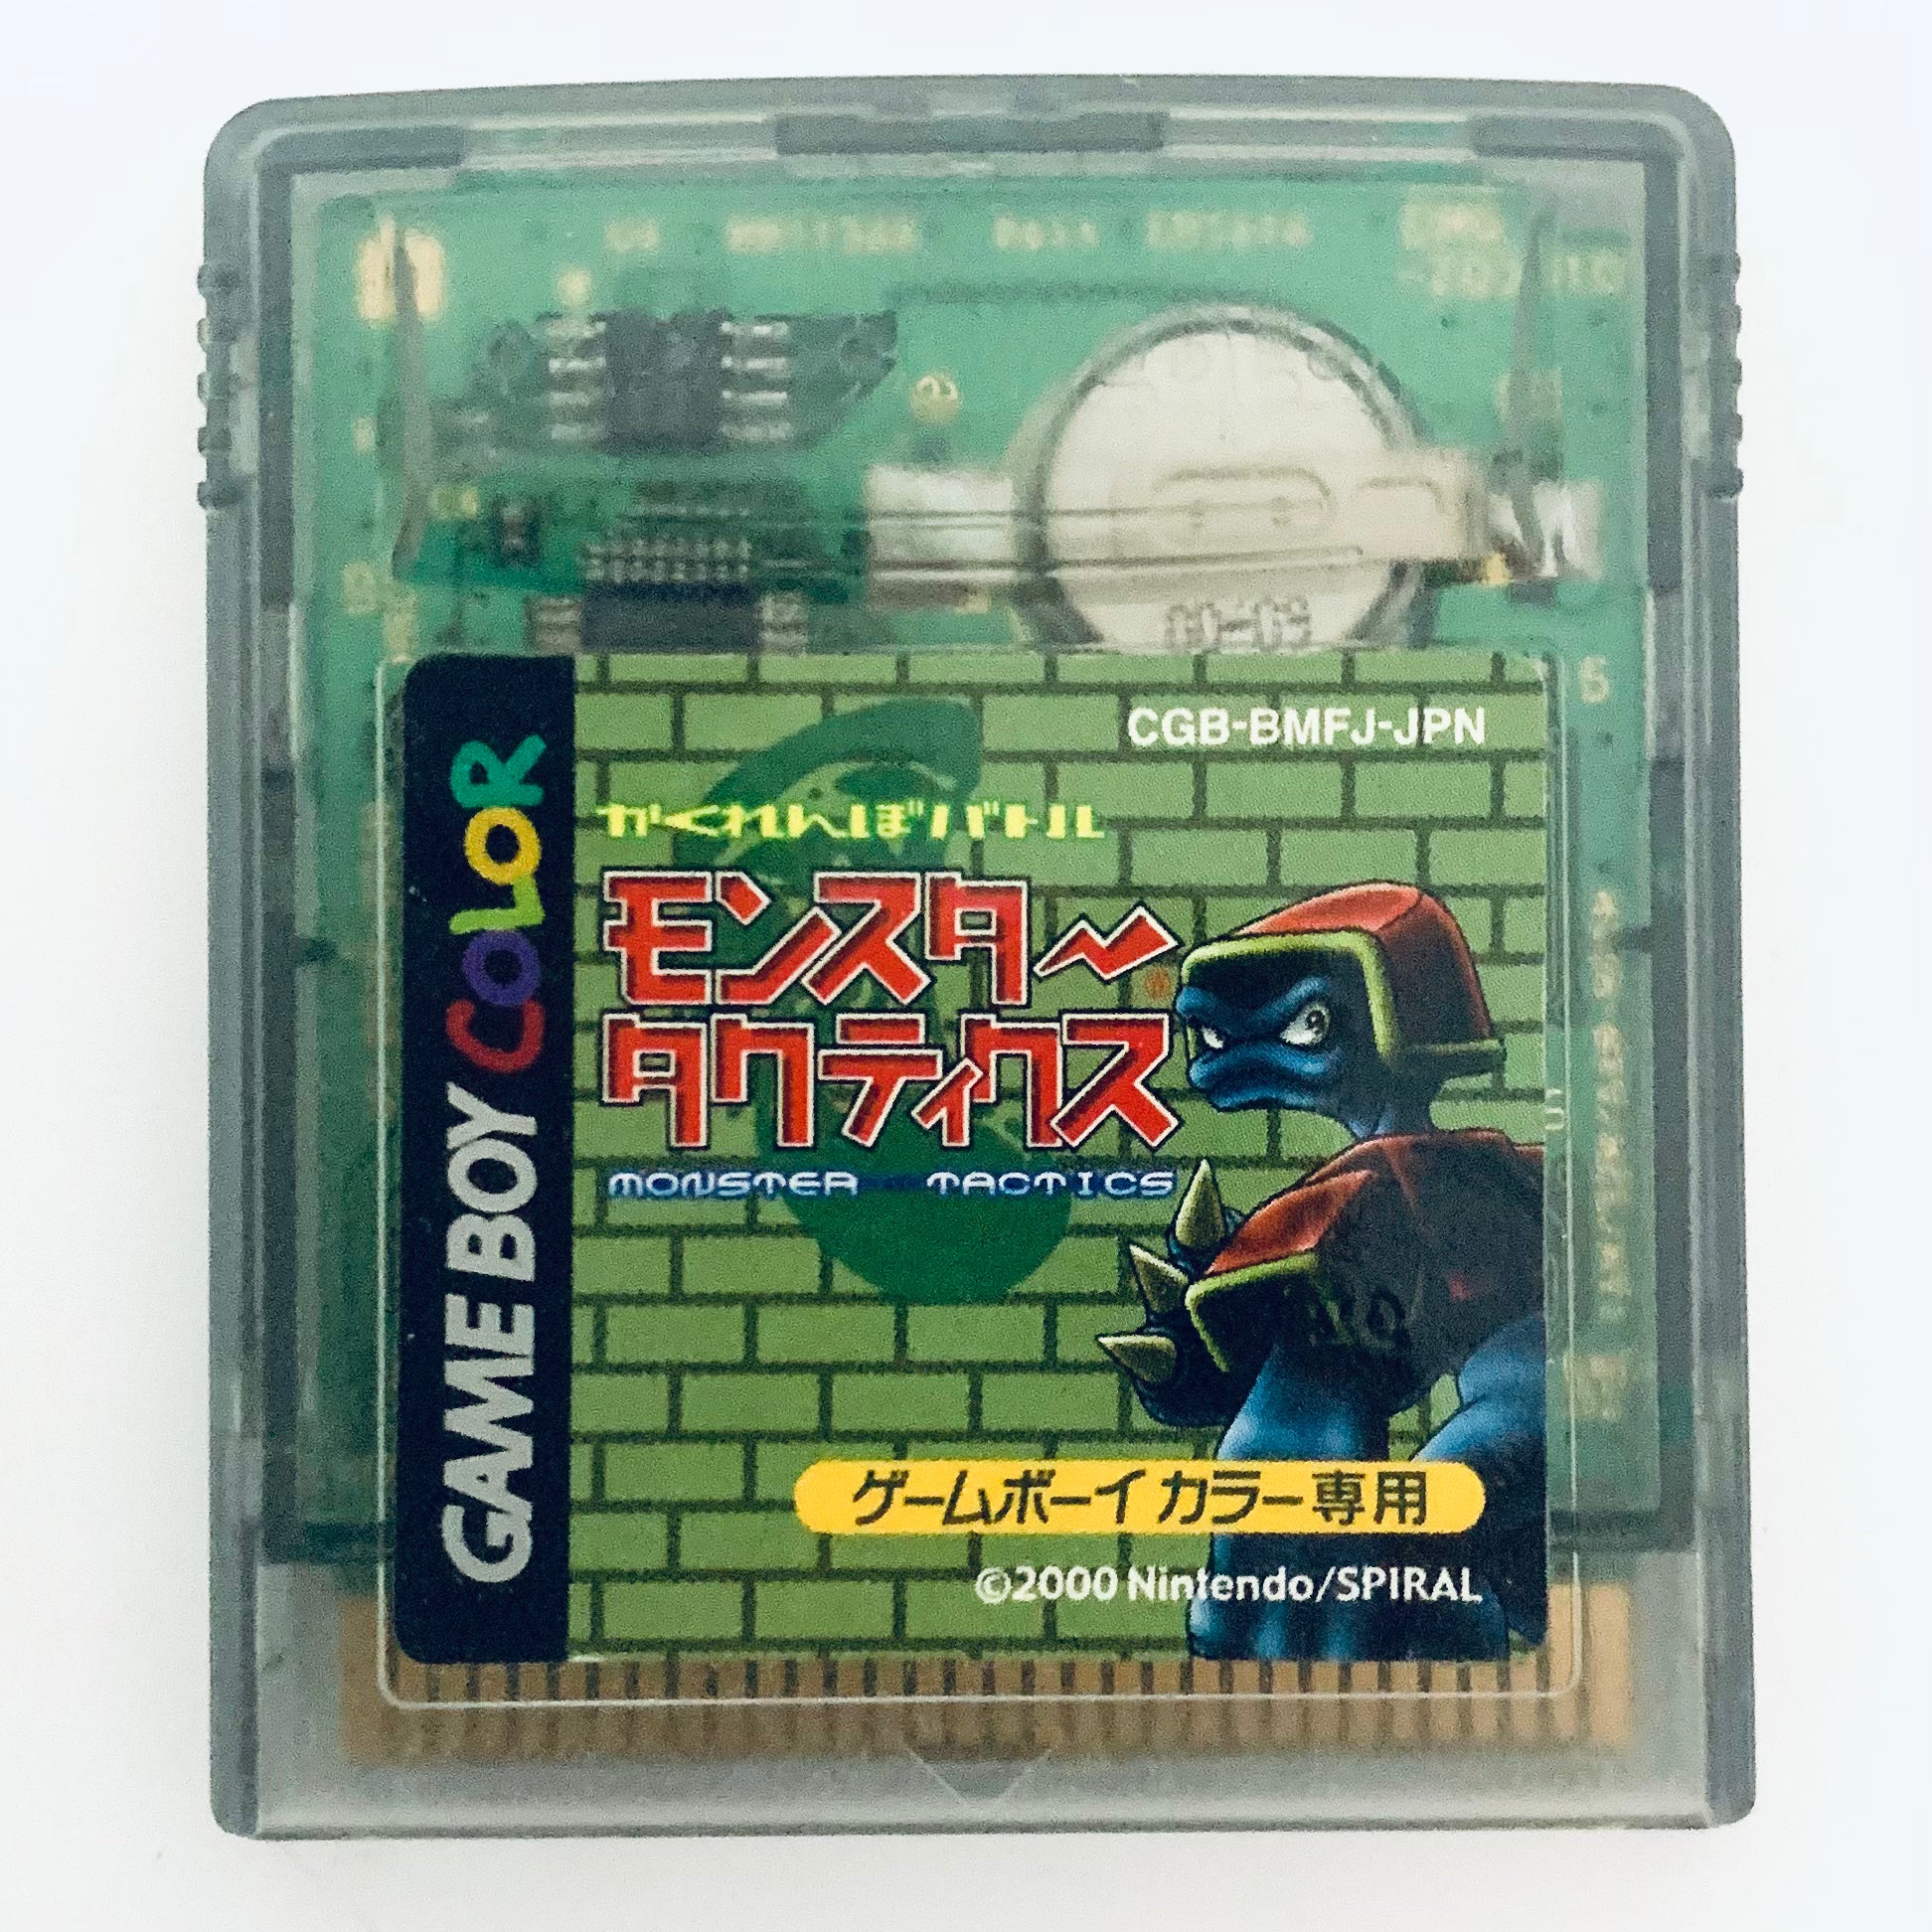 GAME BOY COLOR
CGB-BMFJ-JPN
かくれんぼバトル
モンスター
タクティクス
MONSTER TACTICS
ゲームボーイカラー専用
©2000 Nintendo/SPIRAL